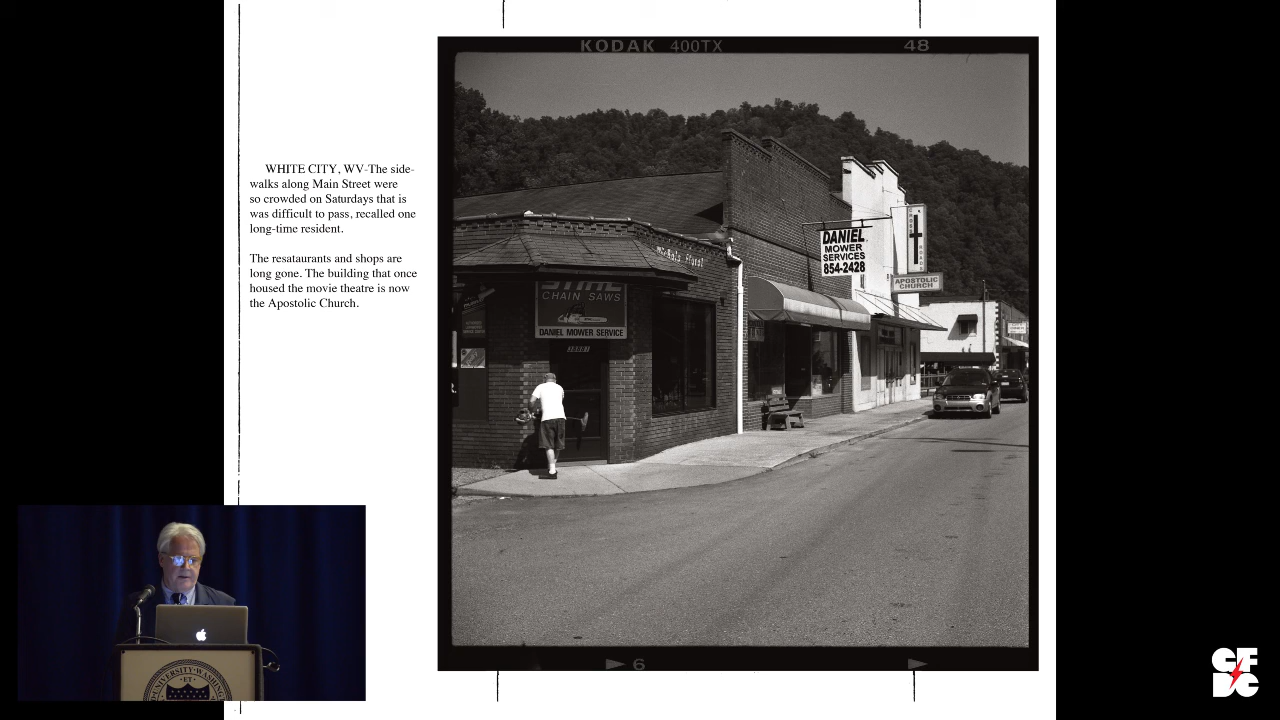 KODAK 400TX 48
WHITE CITY, WV-The side-
walks along Main Street were
so crowded on Saturdays that is
was difficult to pass, recalled one
long-time resident.
The resataurants and shops are
long gone. The building that once
housed the movie theatre is now
the Apostolic Church.
DANIEL
MOWER
SERVICES
854-2428
APOSTOLIC
CHURCH
STIHL
CHAIN SAWS
DANIEL MOWER SERVICE
6
CF
DC